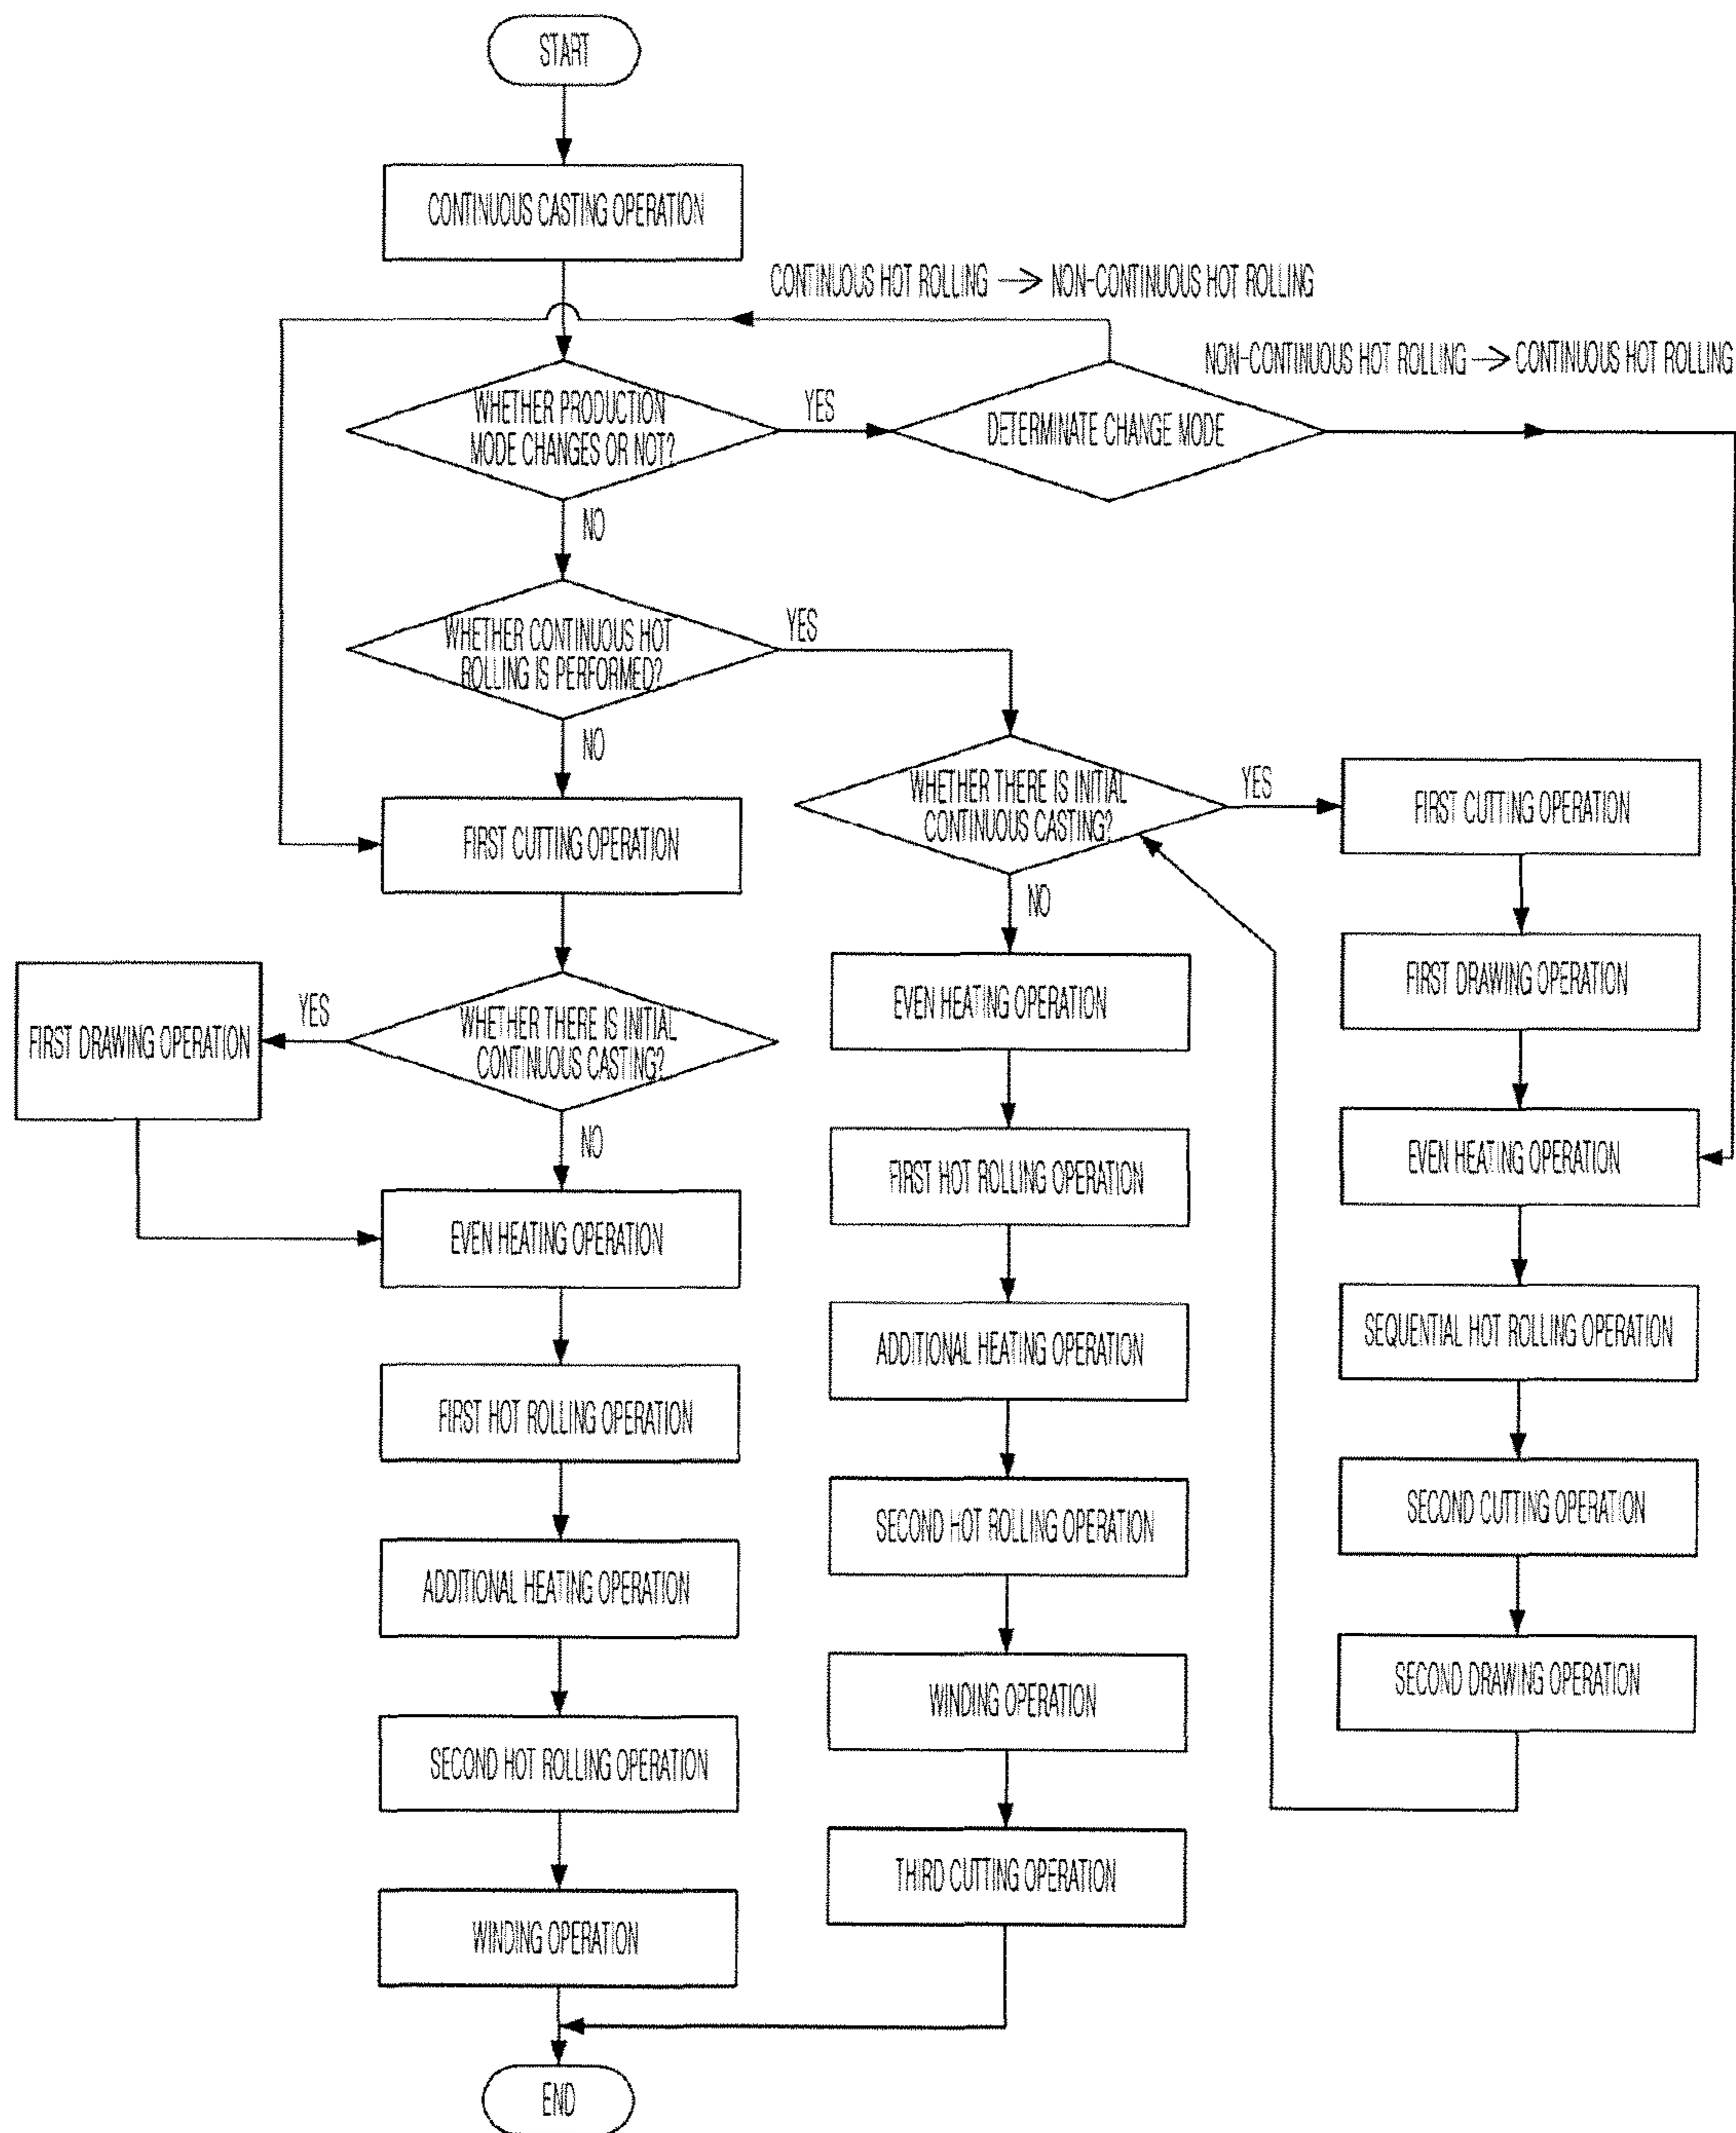 START
CONTINUOUS CASTING OPERATION
CONTINUOUS HOT ROLLING → NON-CONTINUOUS HOT ROLLING
NON-CONTINUOUS HOT ROLLING → CONTINUOUS HOT ROLLING
WHETHER PRODUCTION
MODE CHANGES OR NOT?
YES
DETERMINATE CHANGE MODE
NO
WHETHER CONTINUOUS HOT
ROLLING IS PERFORMED?
YES
NO
WHETHER THERE IS INITIAL
CONTINUOUS CASTING?
YES
FIRST CUTTING OPERATION
FIRST CUTTING OPERATION
NO
FIRST DRAWING OPERATION
EVEN HEATING OPERATION
FIRST DRAWING OPERATION
YES
WHETHER THERE IS INITIAL
CONTINUOUS CASTING?
NO
FIRST HOT ROLLING OPERATION
EVEN HEATING OPERATION
EVEN HEATING OPERATION
SEQUENTIAL HOT ROLLING OPERATION
ADDITIONAL HEATING OPERATION
FIRST HOT ROLLING OPERATION
SECOND CUTTING OPERATION
SECOND HOT ROLLING OPERATION
ADDITIONAL HEATING OPERATION
SECOND DRAWING OPERATION
WINDING OPERATION
SECOND HOT ROLLING OPERATION
THIRD CUTTING OPERATION
WINDING OPERATION
END